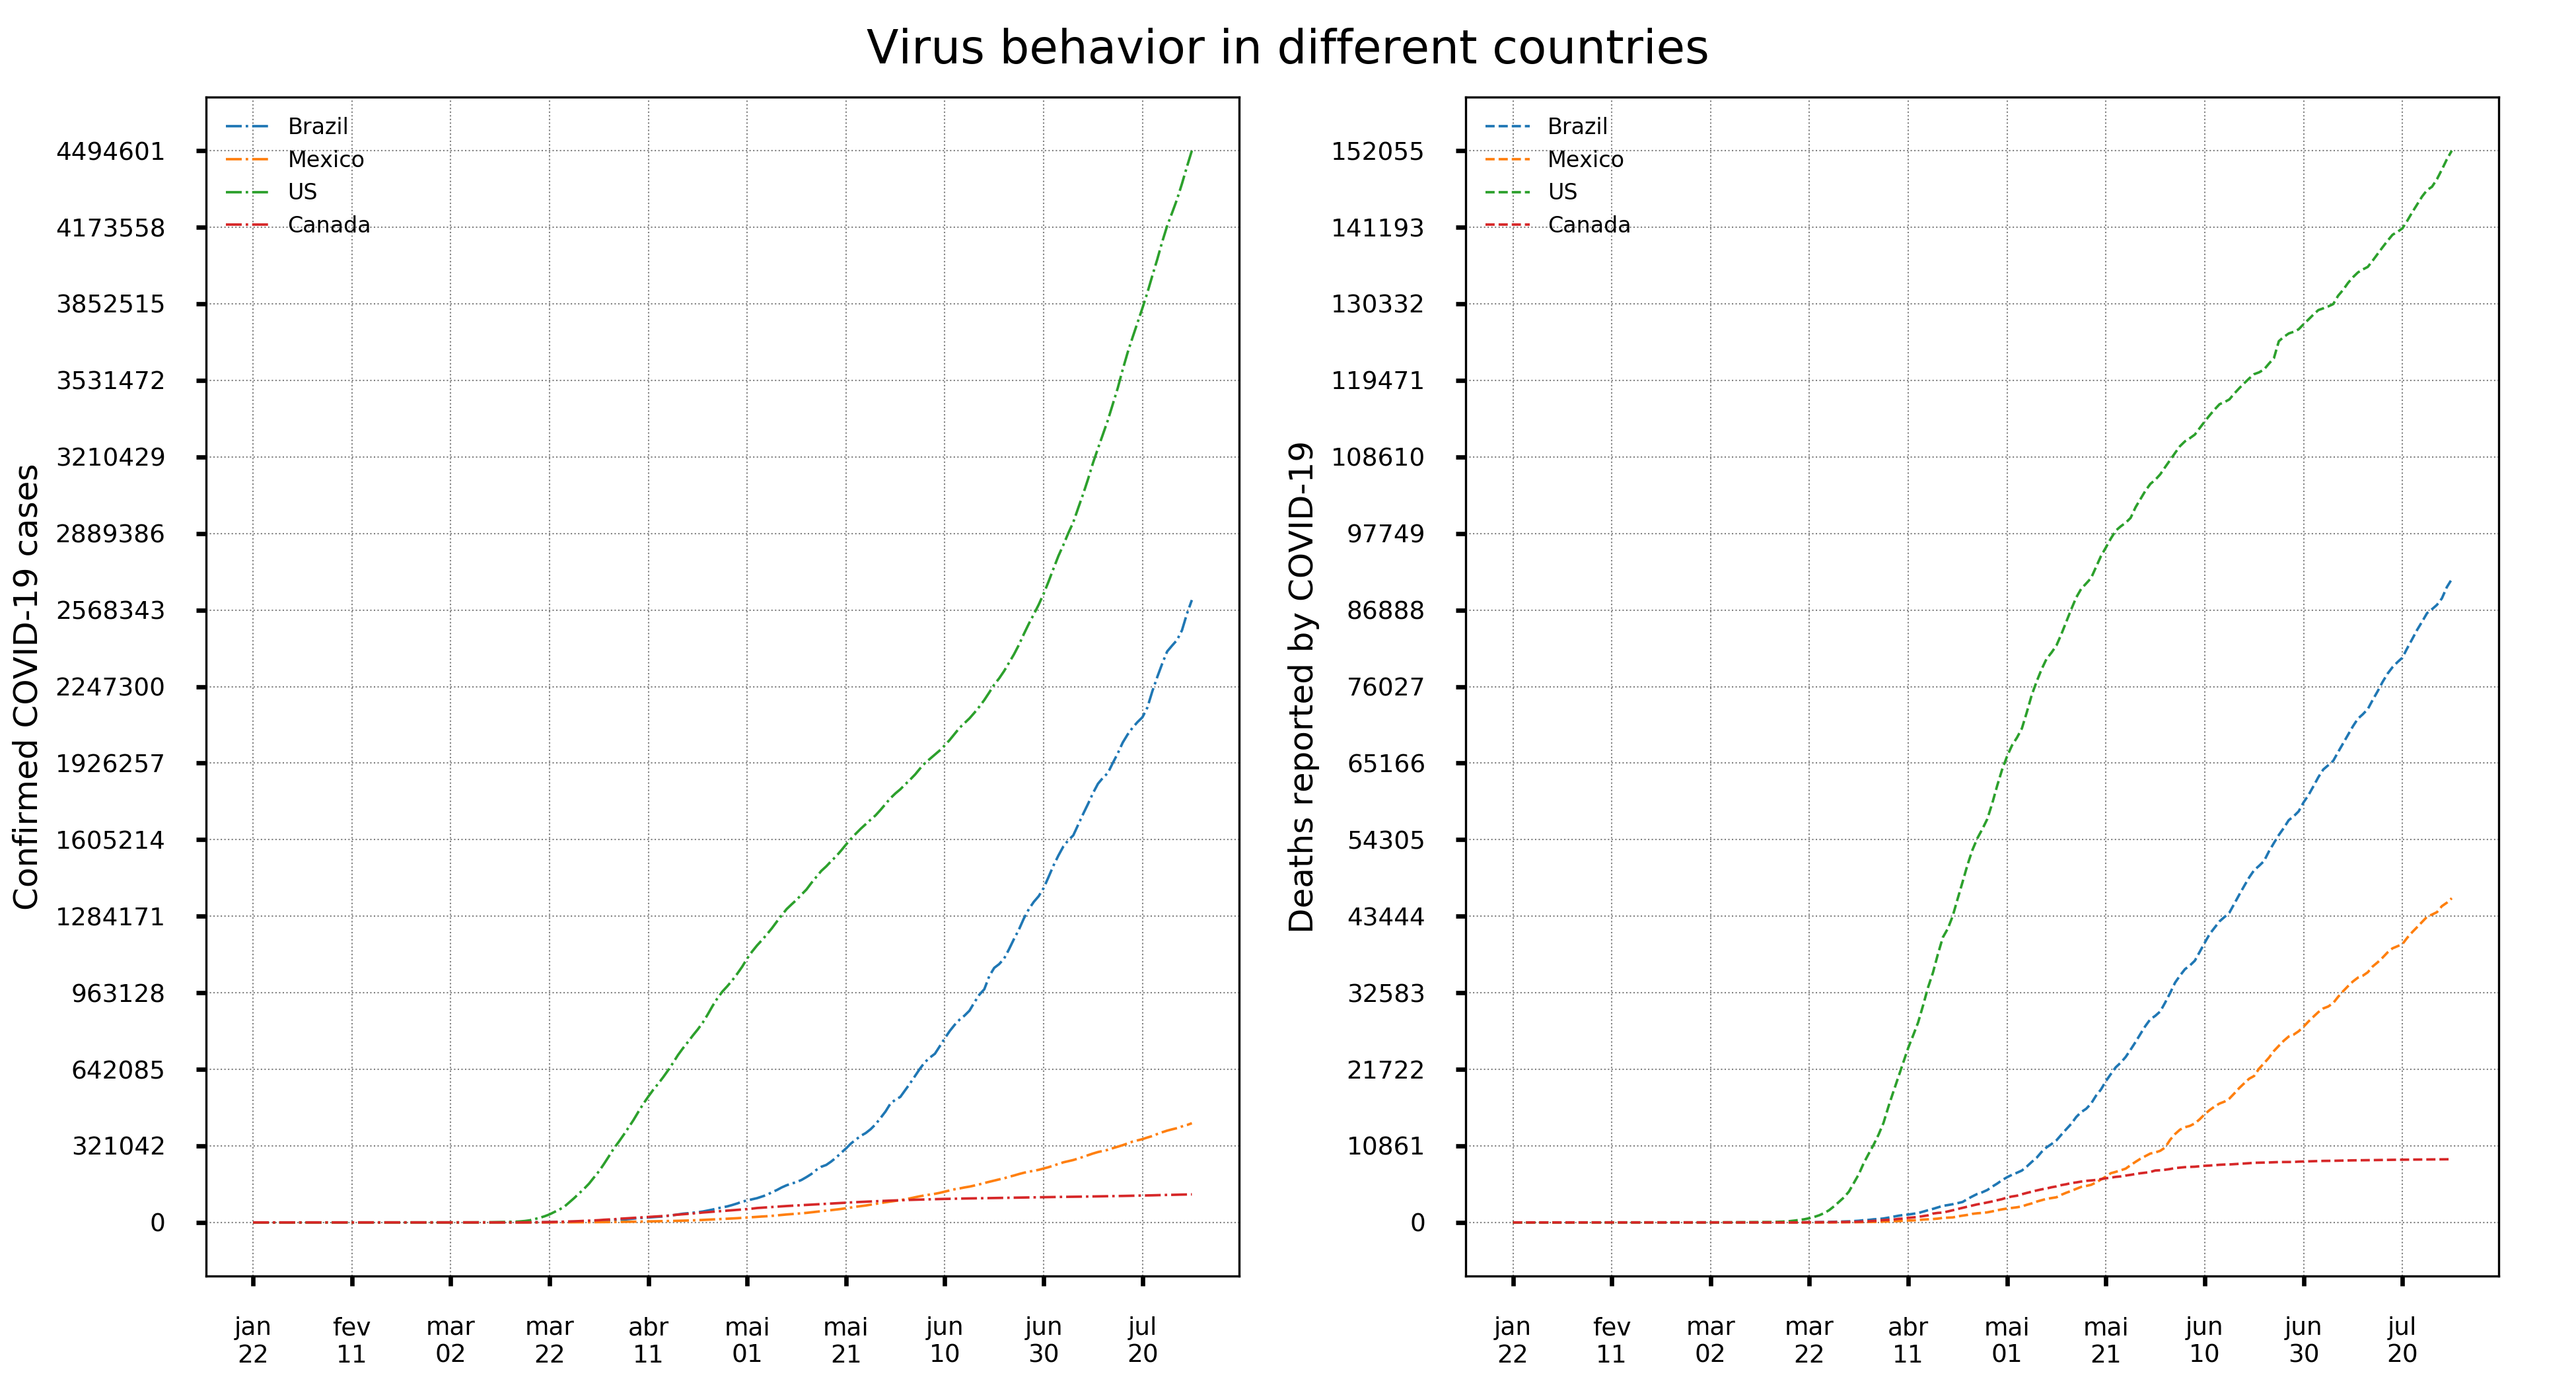 Virus behavior in different countries
Confirmed COVID-19 cases
Brazil
Mexico
US
Canada
4494601
4173558
3852515
3531472
3210429
2889386
2568343
2247300
1926257
1605214
1284171
963128
642085
321042
0
jan
22
fev
11
mar
02
mar
22
abr
11
mai
01
mai
21
jun
10
jun
30
jul
20
Deaths reported by COVID-19
Brazil
Mexico
US
Canada
152055
141193
130332
119471
108610
97749
86888
76027
65166
54305
43444
32583
21722
10861
0
jan
22
fev
11
mar
02
mar
22
abr
11
mai
01
mai
21
jun
10
jun
30
jul
20